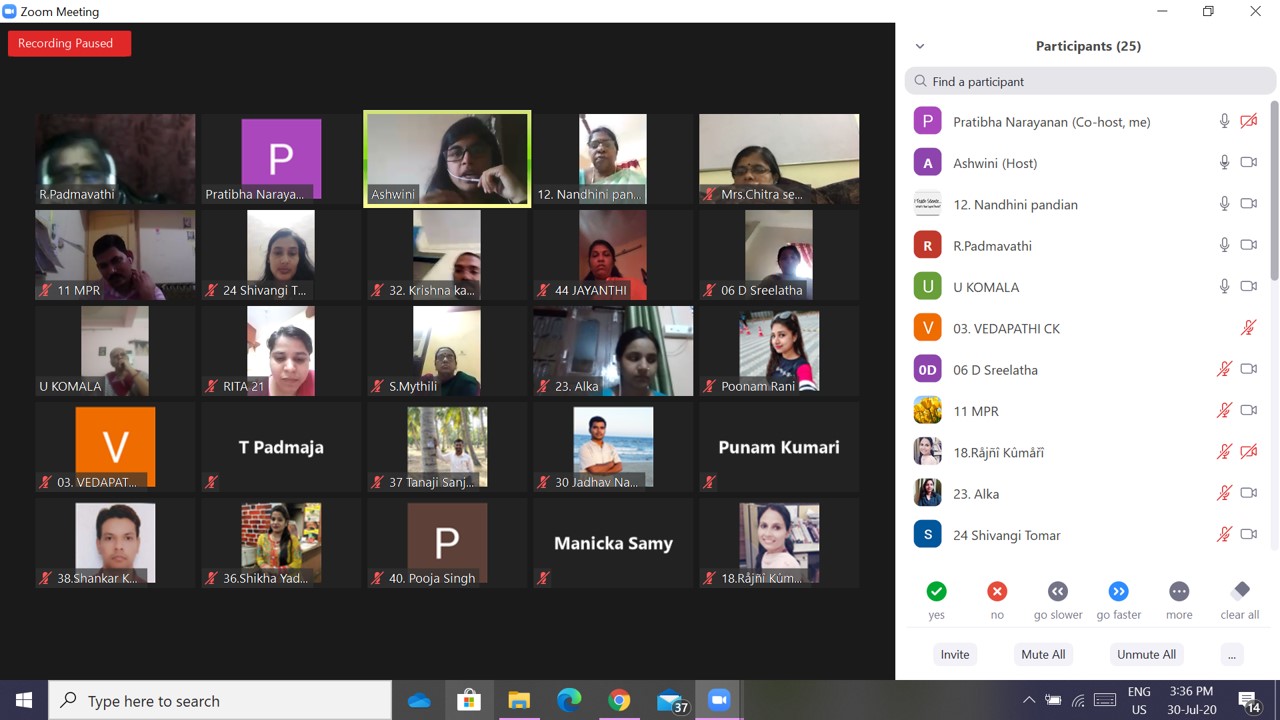 Zoom Meeting
Recording Paused
R.Padmavathi
P
Pratibha Naraya...
Ashwini
12. Nandhini pan...
Mrs.Chitra se...
11 MPR
24 Shivangi T...
32. Krishna ka...
44 JAYANTHI
06 D Sreelatha
U KOMALA
RITA 21
S.Mythili
23. Alka
Poonam Rani
V
03. VEDAPAT...
T Padmaja
37 Tanaji Sanj...
30 Jadhav Na...
Punam Kumari
38.Shankar K...
36.Shikha Yad...
P
40. Pooja Singh
Manicka Samy
18.Råjñî Kûm...
Participants (25)
Find a participant
P Pratibha Narayanan (Co-host, me)
A Ashwini (Host)
12. Nandhini pandian
R R.Padmavathi
U U KOMALA
V 03. VEDAPATHI CK
0D 06 D Sreelatha
11 MPR
18.Råjñî Kûmårî
23. Alka
S 24 Shivangi Tomar
yes no go slower go faster more clear all
Invite Mute All Unmute All ...
Type here to search
37
ENG
US
3:36 PM
30-Jul-20
14